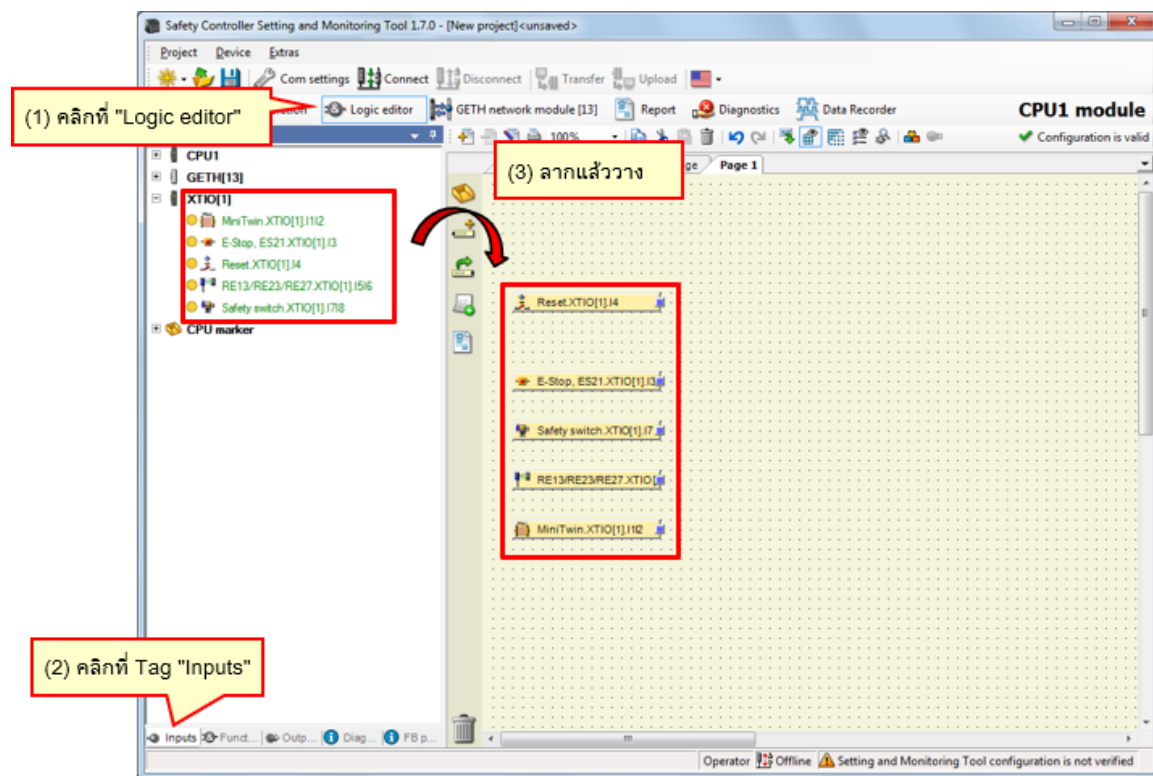 Safety Controller Setting and Monitoring Tool 1.7.0 - [New project]<unsaved>
Project Device Extras
Com settings Connect Disconnect Transfer Upload
(1) คลิกที่ "Logic editor"
Logic editor GETH network module [13] Report Diagnostics Data Recorder CPU1 module
100% Configuration is valid
(3) ลากแล้ววาง
Page 1
CPU1
GETH[13]
XTIO[1]
MiniTwin.XTIO[1].I1I2
E-Stop, ES21.XTIO[1].I3
Reset.XTIO[1].I4
RE13/RE23/RE27.XTIO[1].I5I6
Safety switch.XTIO[1].I7I8
CPU marker
Reset.XTIO[1].I4
E-Stop, ES21.XTIO[1].I3
Safety switch.XTIO[1].I7
RE13/RE23/RE27.XTIO[
MiniTwin.XTIO[1].I1I2
(2) คลิกที่ Tag "Inputs"
Inputs Funct... Outp... Diag... FB p...
Operator Offline Setting and Monitoring Tool configuration is not verified